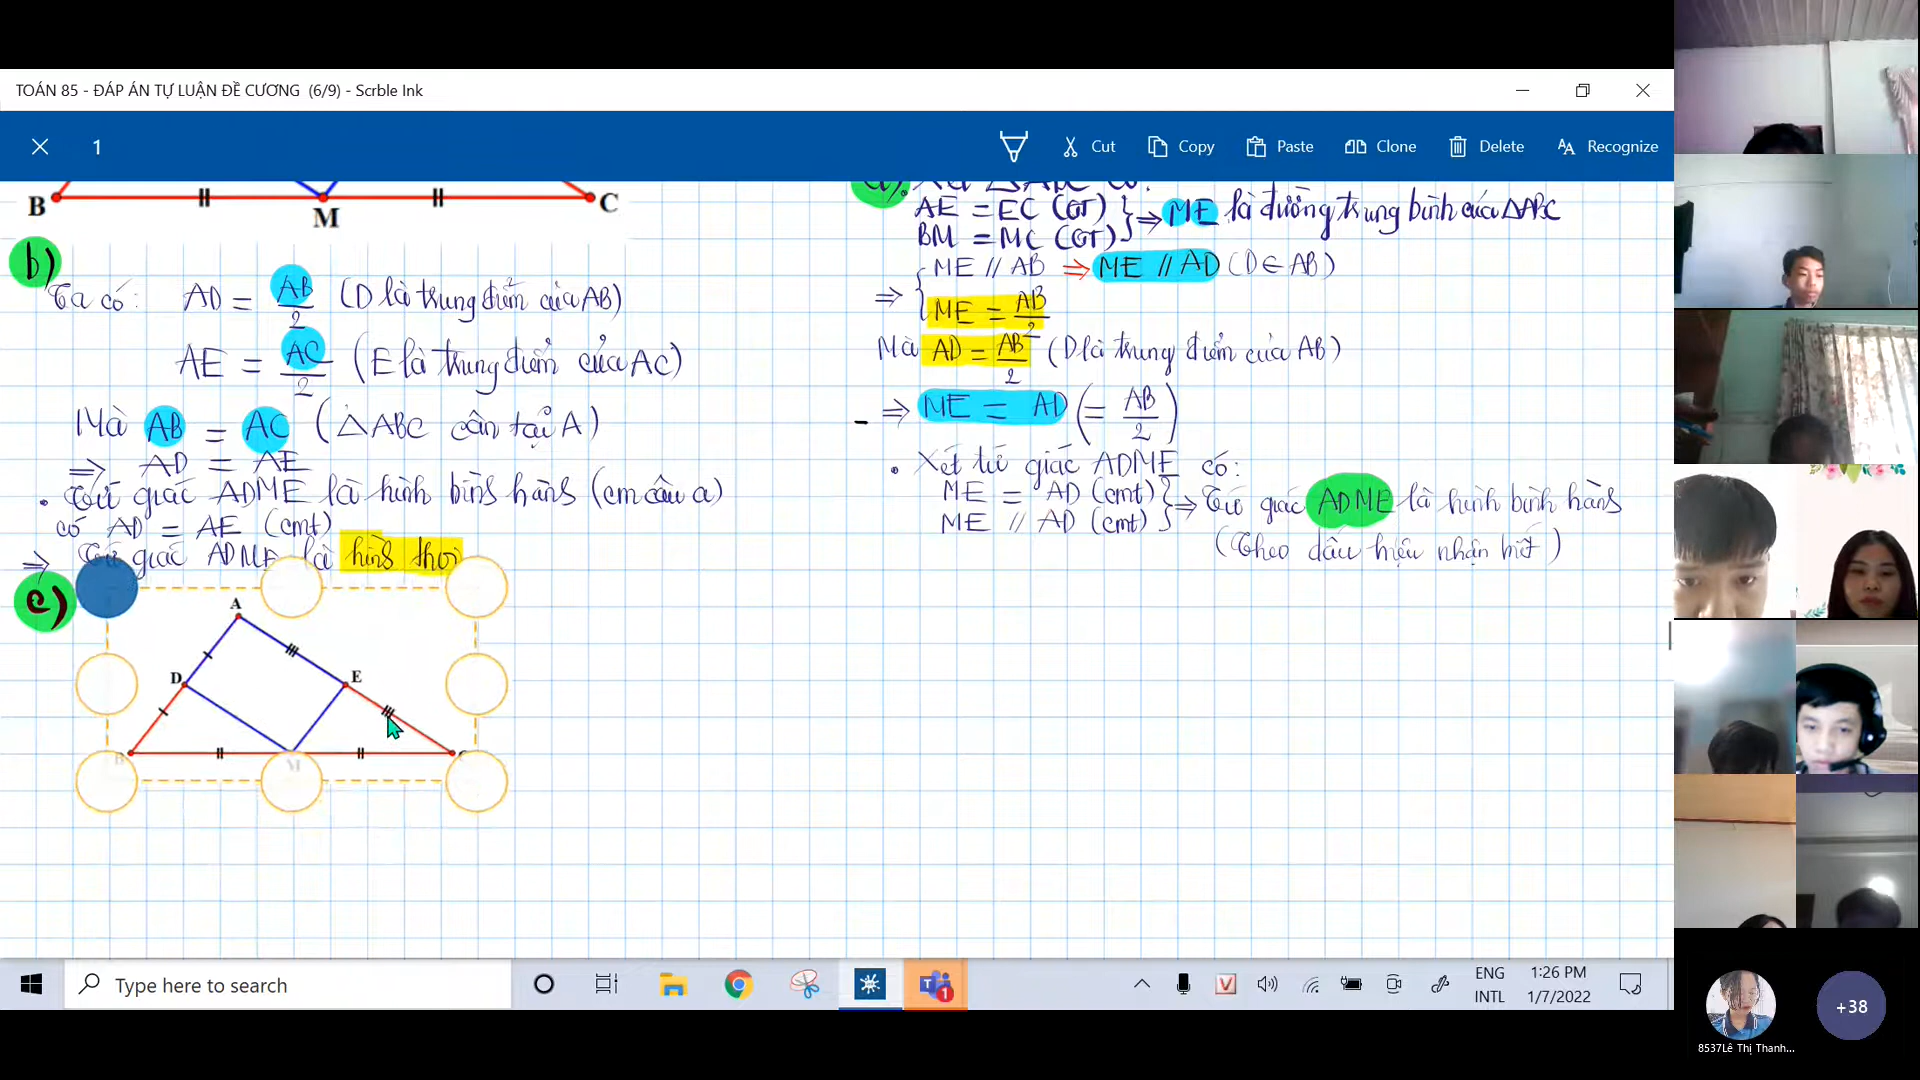 TOÁN 85 - ĐÁP ÁN TỰ LUẬN ĐỀ CƯƠNG (6/9) - Scrble Ink
1
Cut
Copy
Paste
Clone
Delete
Recognize
B
M
C
b)
Ta có: AD = AB/2 (D là trung điểm của AB)
AE = AC/2 (E là trung điểm của AC)
Mà AB = AC (△ABC cân tại A)
⇒ AD = AE
. Tứ giác ADME là hình bình hành (cm câu a)
có AD = AE (cmt)
⇒ Tứ giác ADME là hình thoi
c)
A
D
E
B
M
AE = EC (GT)
BM = MC (GT) } ⇒ ME là đường trung bình của △ABC
⇒ { ME // AB ⇒ ME // AD (D ∈ AB)
ME = AB/2
Mà AD = AB/2 (D là trung điểm của AB)
⇒ ME = AD (= AB/2)
. Xét tứ giác ADME có:
ME = AD (cmt)
ME // AD (cmt) } ⇒ Tứ giác ADME là hình bình hành
(Theo dấu hiệu nhận biết)
Type here to search
1
V
ENG
INTL
1:26 PM
1/7/2022
8537Lê Thị Thanh...
+38